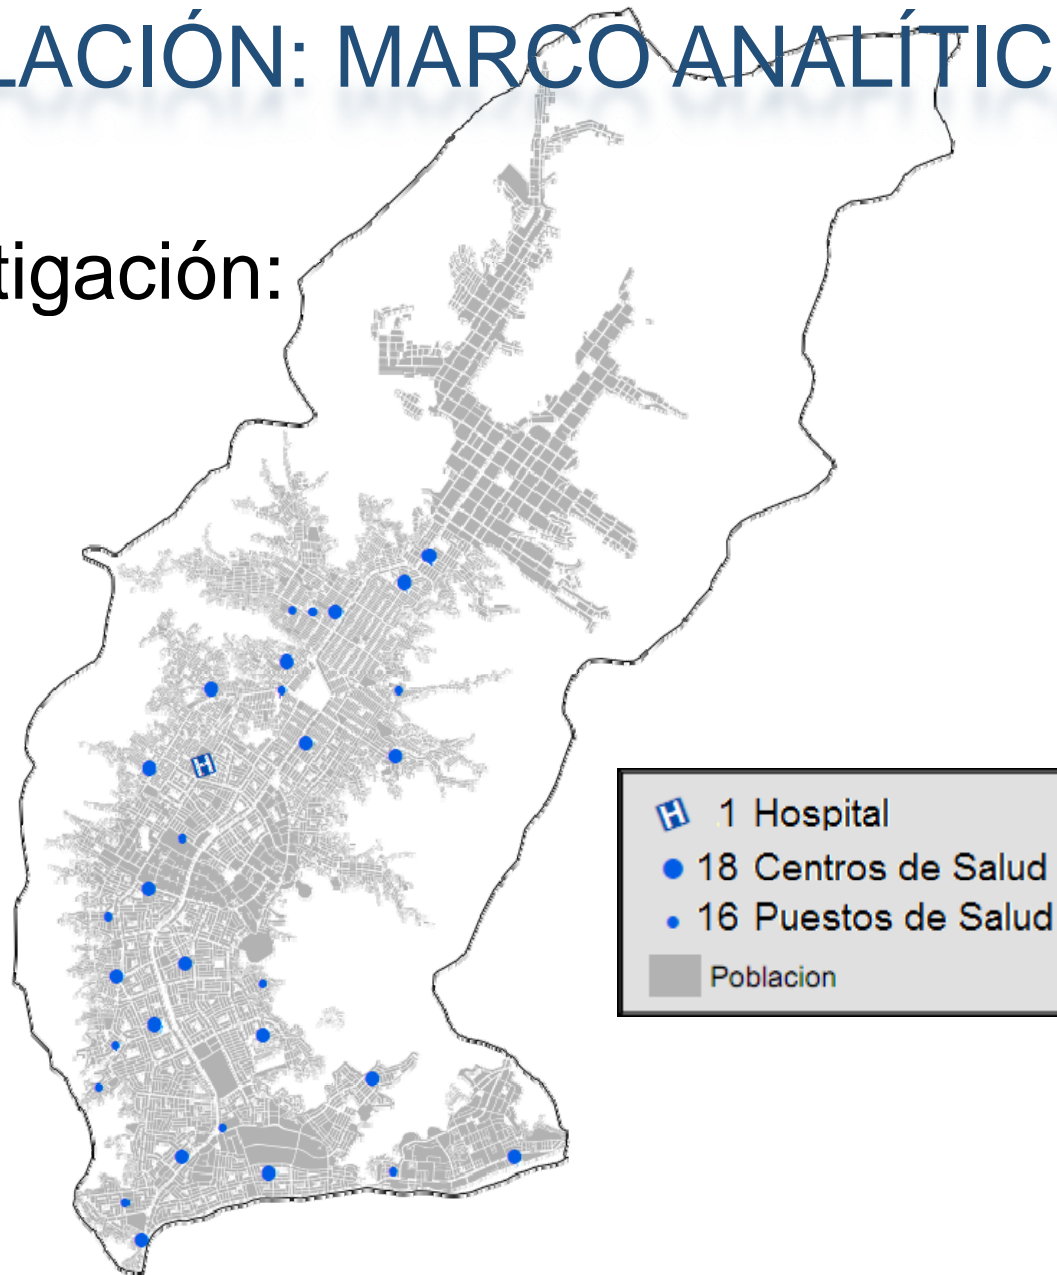 LACIÓN: MARCO ANALÍTIC
tigación:
H
H 1 Hospital
18 Centros de Salud
16 Puestos de Salud
Poblacion